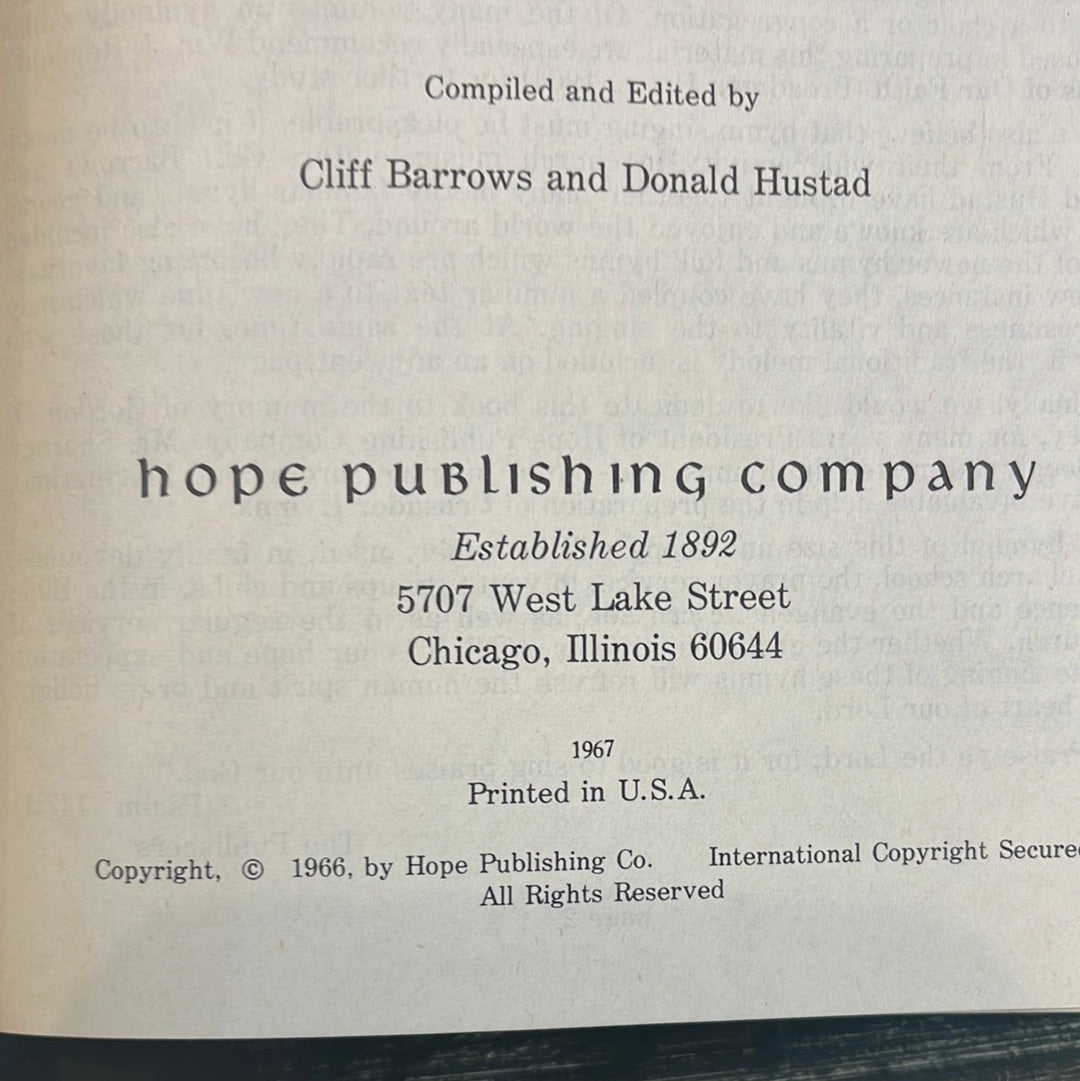 Compiled and Edited by
Cliff Barrows and Donald Hustad
hope puBlishing company
Established 1892
5707 West Lake Street
Chicago, Illinois 60644
1967
Printed in U.S.A.
Copyright, © 1966, by Hope Publishing Co. International Copyright Secure
All Rights Reserved